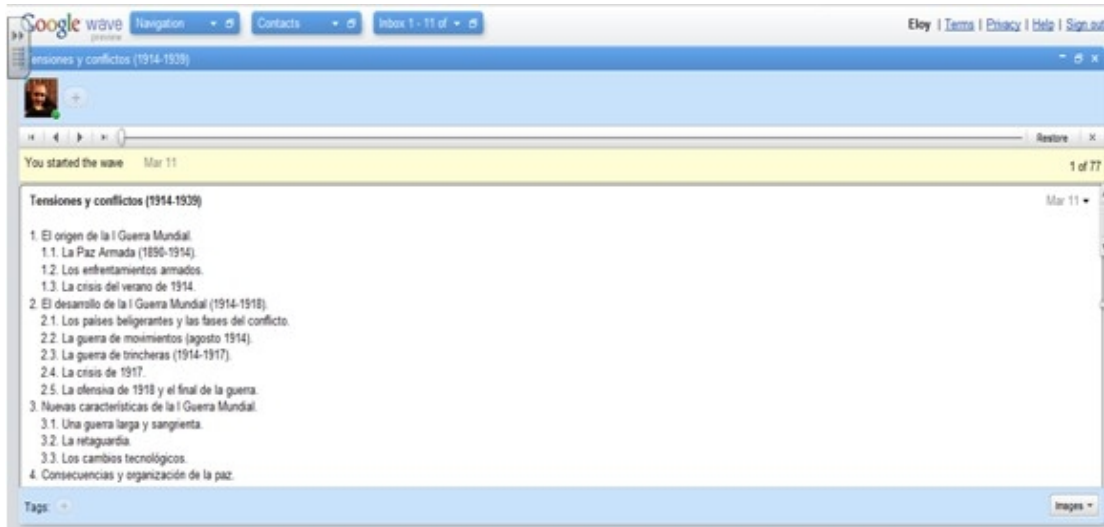 Google wave Navigation Contacts Inbox 1 - 11 of Eloy | Terms | Privacy | Help | Sign out
preview
Tensiones y conflictos (1914-1939)
Restore
You started the wave Mar 11 1 of 77
Tensiones y conflictos (1914-1939) Mar 11
1. El origen de la I Guerra Mundial.
1.1. La Paz Armada (1890-1914).
1.2. Los enfrentamientos armados.
1.3. La crisis del verano de 1914.
2. El desarrollo de la I Guerra Mundial (1914-1918).
2.1. Los países beligerantes y las fases del conflicto.
2.2. La guerra de movimientos (agosto 1914).
2.3. La guerra de trincheras (1914-1917).
2.4. La crisis de 1917.
2.5. La ofensiva de 1918 y el final de la guerra.
3. Nuevas características de la I Guerra Mundial.
3.1. Una guerra larga y sangrienta.
3.2. La retaguardia.
3.3. Los cambios tecnológicos.
4. Consecuencias y organización de la paz.
Tags: Images